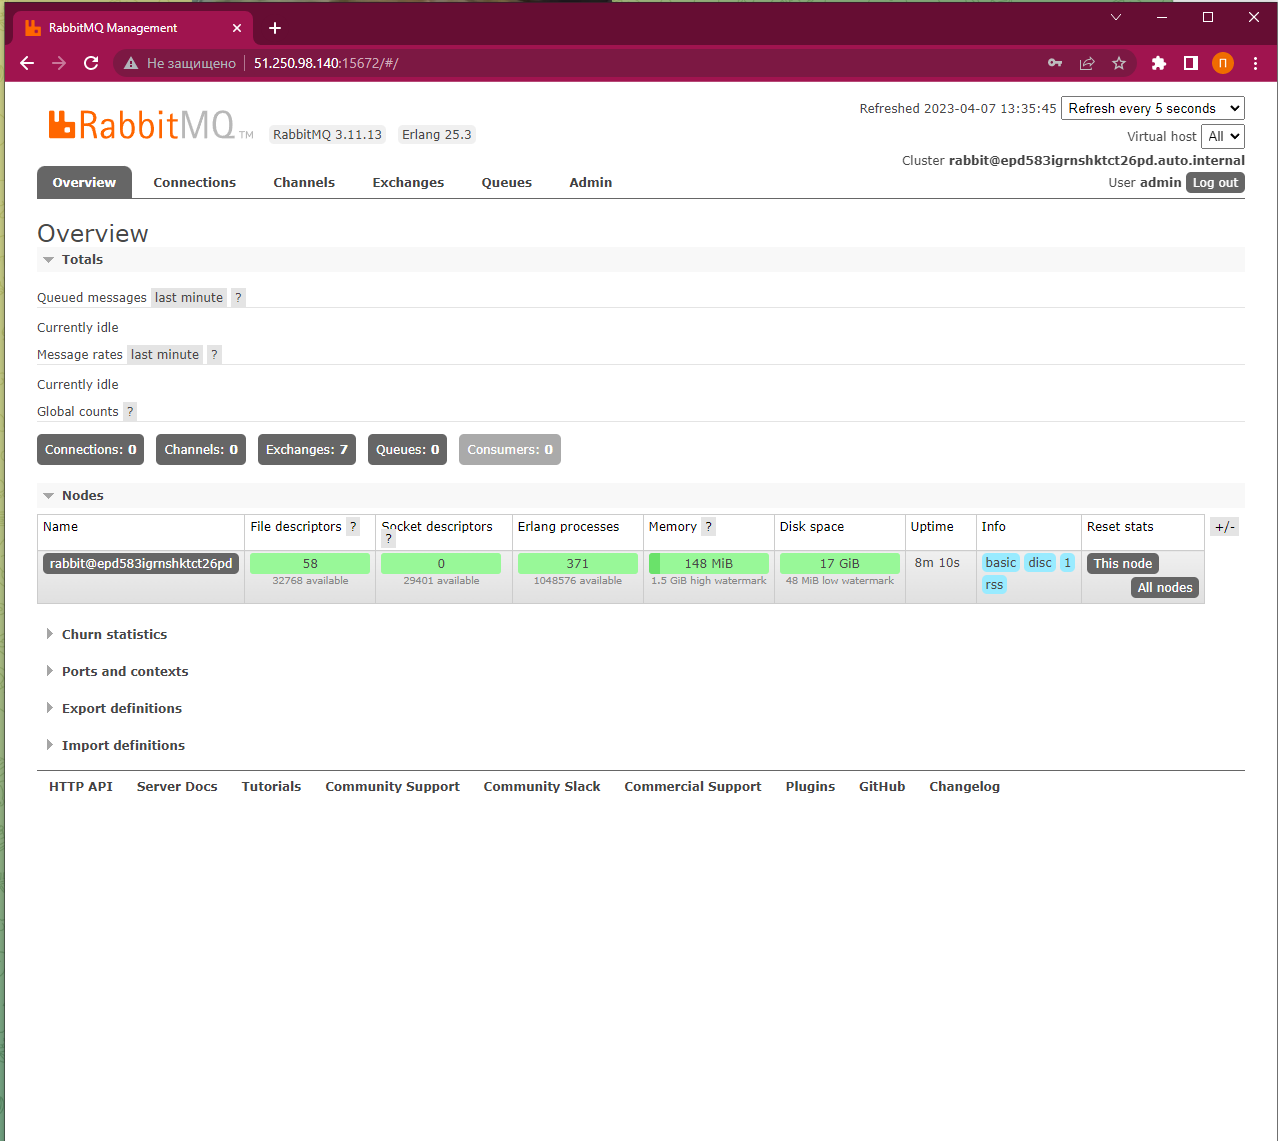 RabbitMQ Management
Не защищено 51.250.98.140:15672/#/
П
RabbitMQ TM RabbitMQ 3.11.13 Erlang 25.3
Refreshed 2023-04-07 13:35:45 Refresh every 5 seconds
Virtual host All
Cluster rabbit@epd583igrnshktct26pd.auto.internal
User admin Log out
Overview Connections Channels Exchanges Queues Admin
Overview
Totals
Queued messages last minute ?
Currently idle
Message rates last minute ?
Currently idle
Global counts ?
Connections: 0 Channels: 0 Exchanges: 7 Queues: 0 Consumers: 0
Nodes
Name File descriptors ? Socket descriptors ? Erlang processes Memory ? Disk space Uptime Info Reset stats +/-
rabbit@epd583igrnshktct26pd 58 0 371 148 MiB 17 GiB 8m 10s basic disc 1 This node
32768 available 29401 available 1048576 available 1.5 GiB high watermark 48 MiB low watermark rss All nodes
Churn statistics
Ports and contexts
Export definitions
Import definitions
HTTP API Server Docs Tutorials Community Support Community Slack Commercial Support Plugins GitHub Changelog